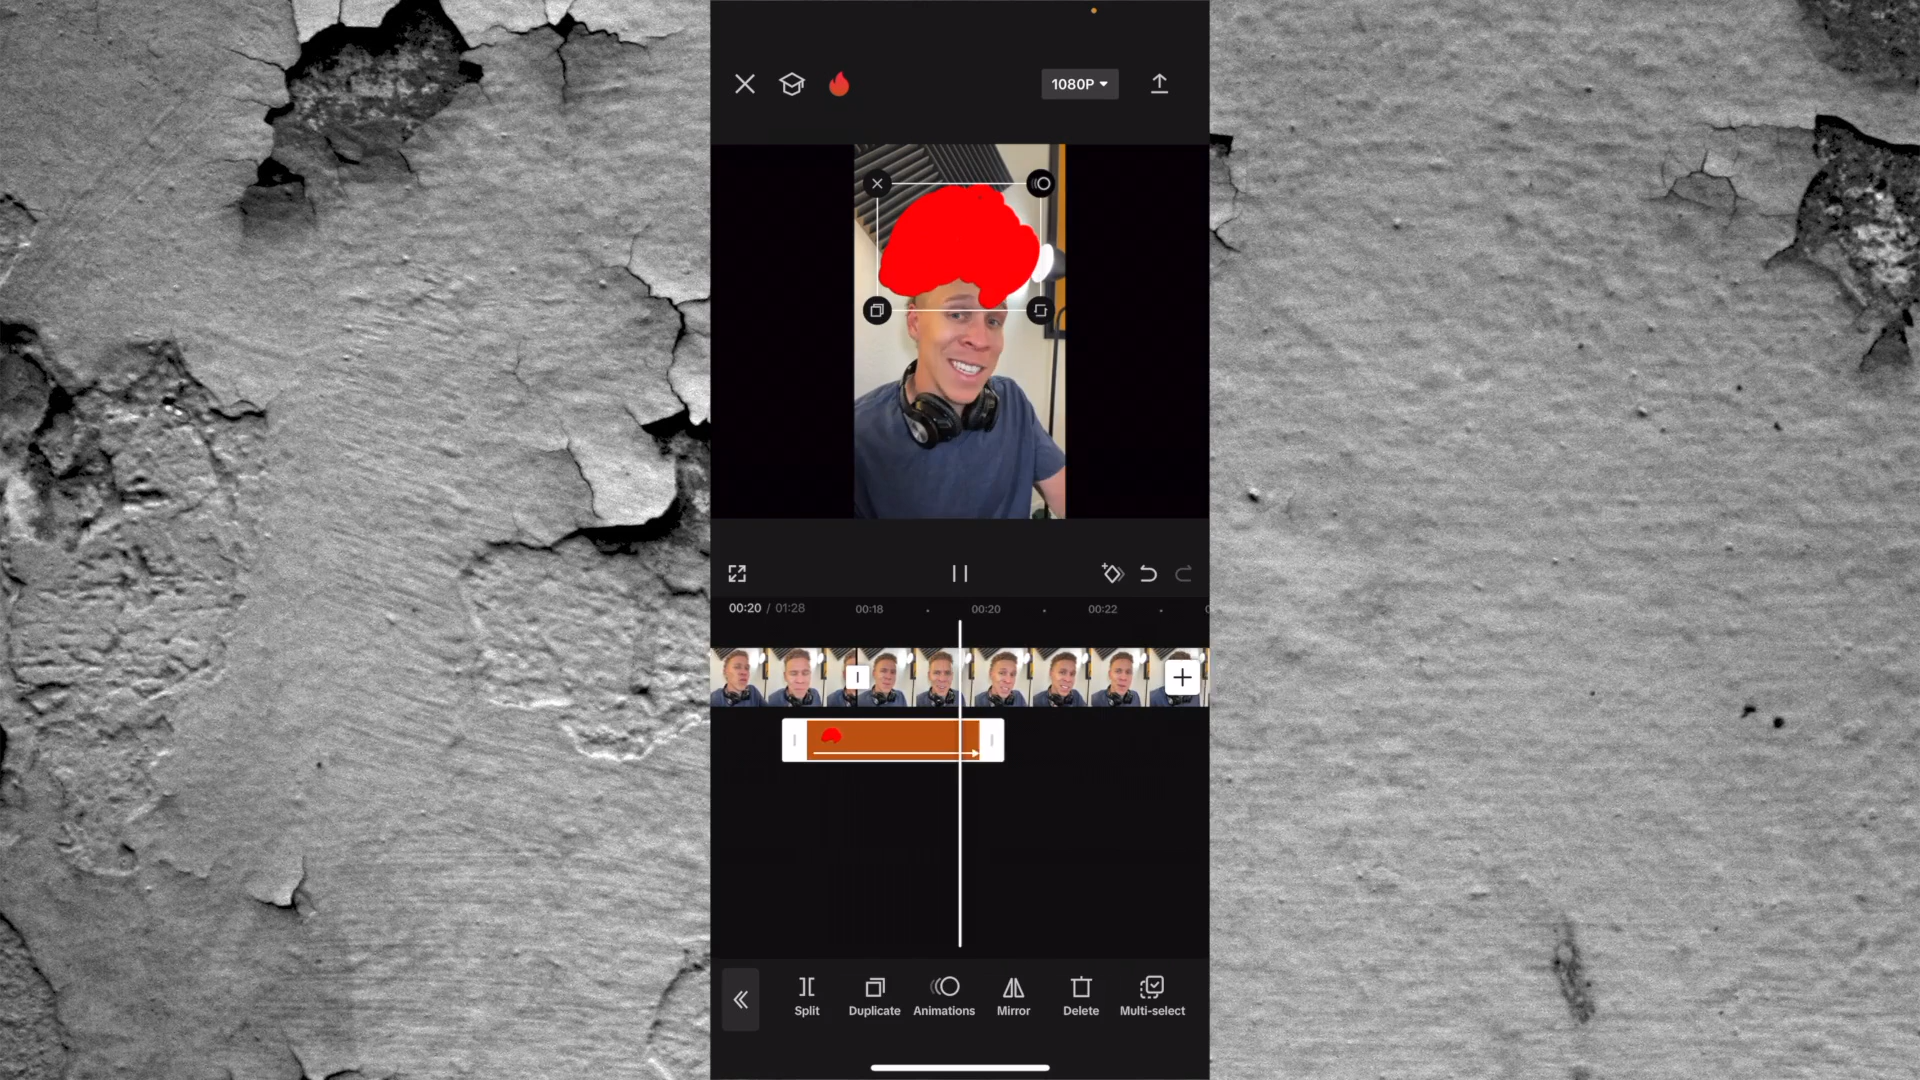 1080P
00:20 / 01:28
00:18
00:20
00:22
Split
Duplicate
Animations
Mirror
Delete
Multi-select